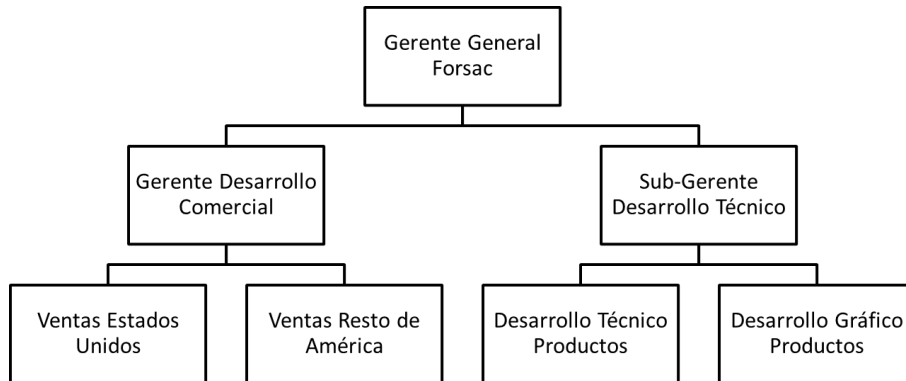 Gerente General
Forsac
Gerente Desarrollo
Comercial
Sub-Gerente
Desarrollo Técnico
Ventas Estados
Unidos
Ventas Resto de
América
Desarrollo Técnico
Productos
Desarrollo Gráfico
Productos